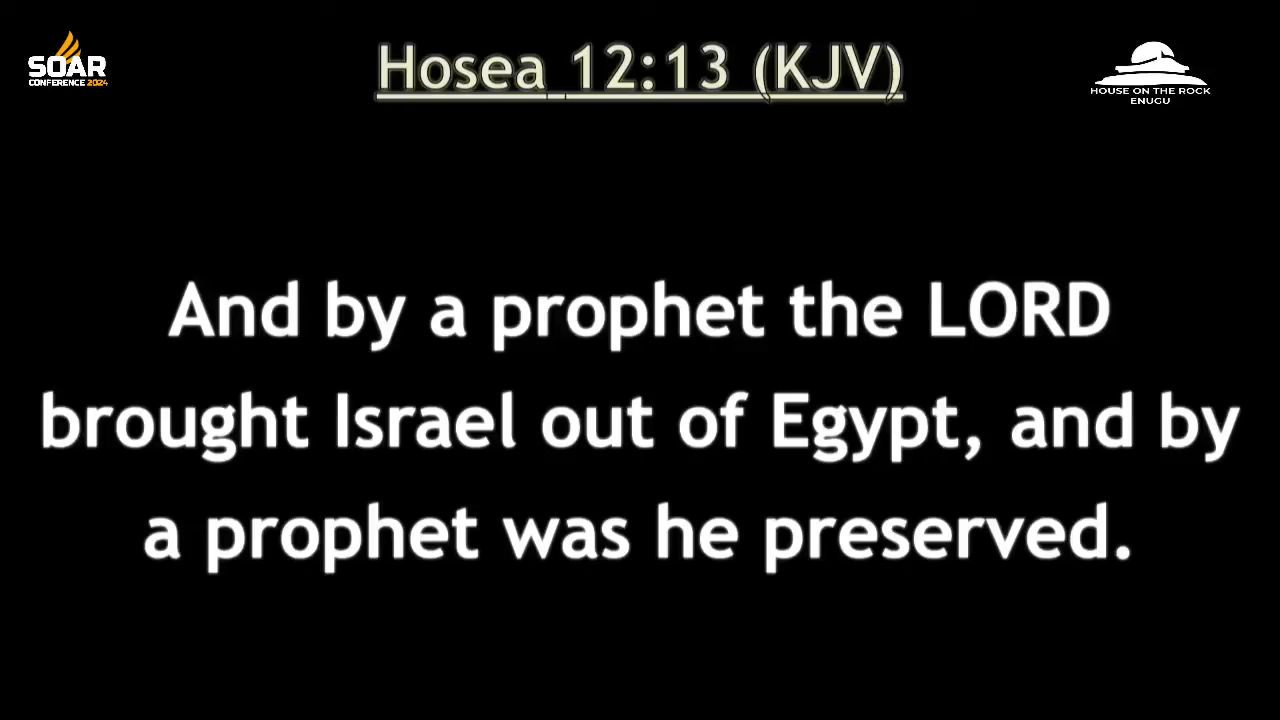 SOAR
CONFERENCE 2024
Hosea 12:13 (KJV)
HOUSE ON THE ROCK
ENUGU
And by a prophet the LORD
brought Israel out of Egypt, and by
a prophet was he preserved.